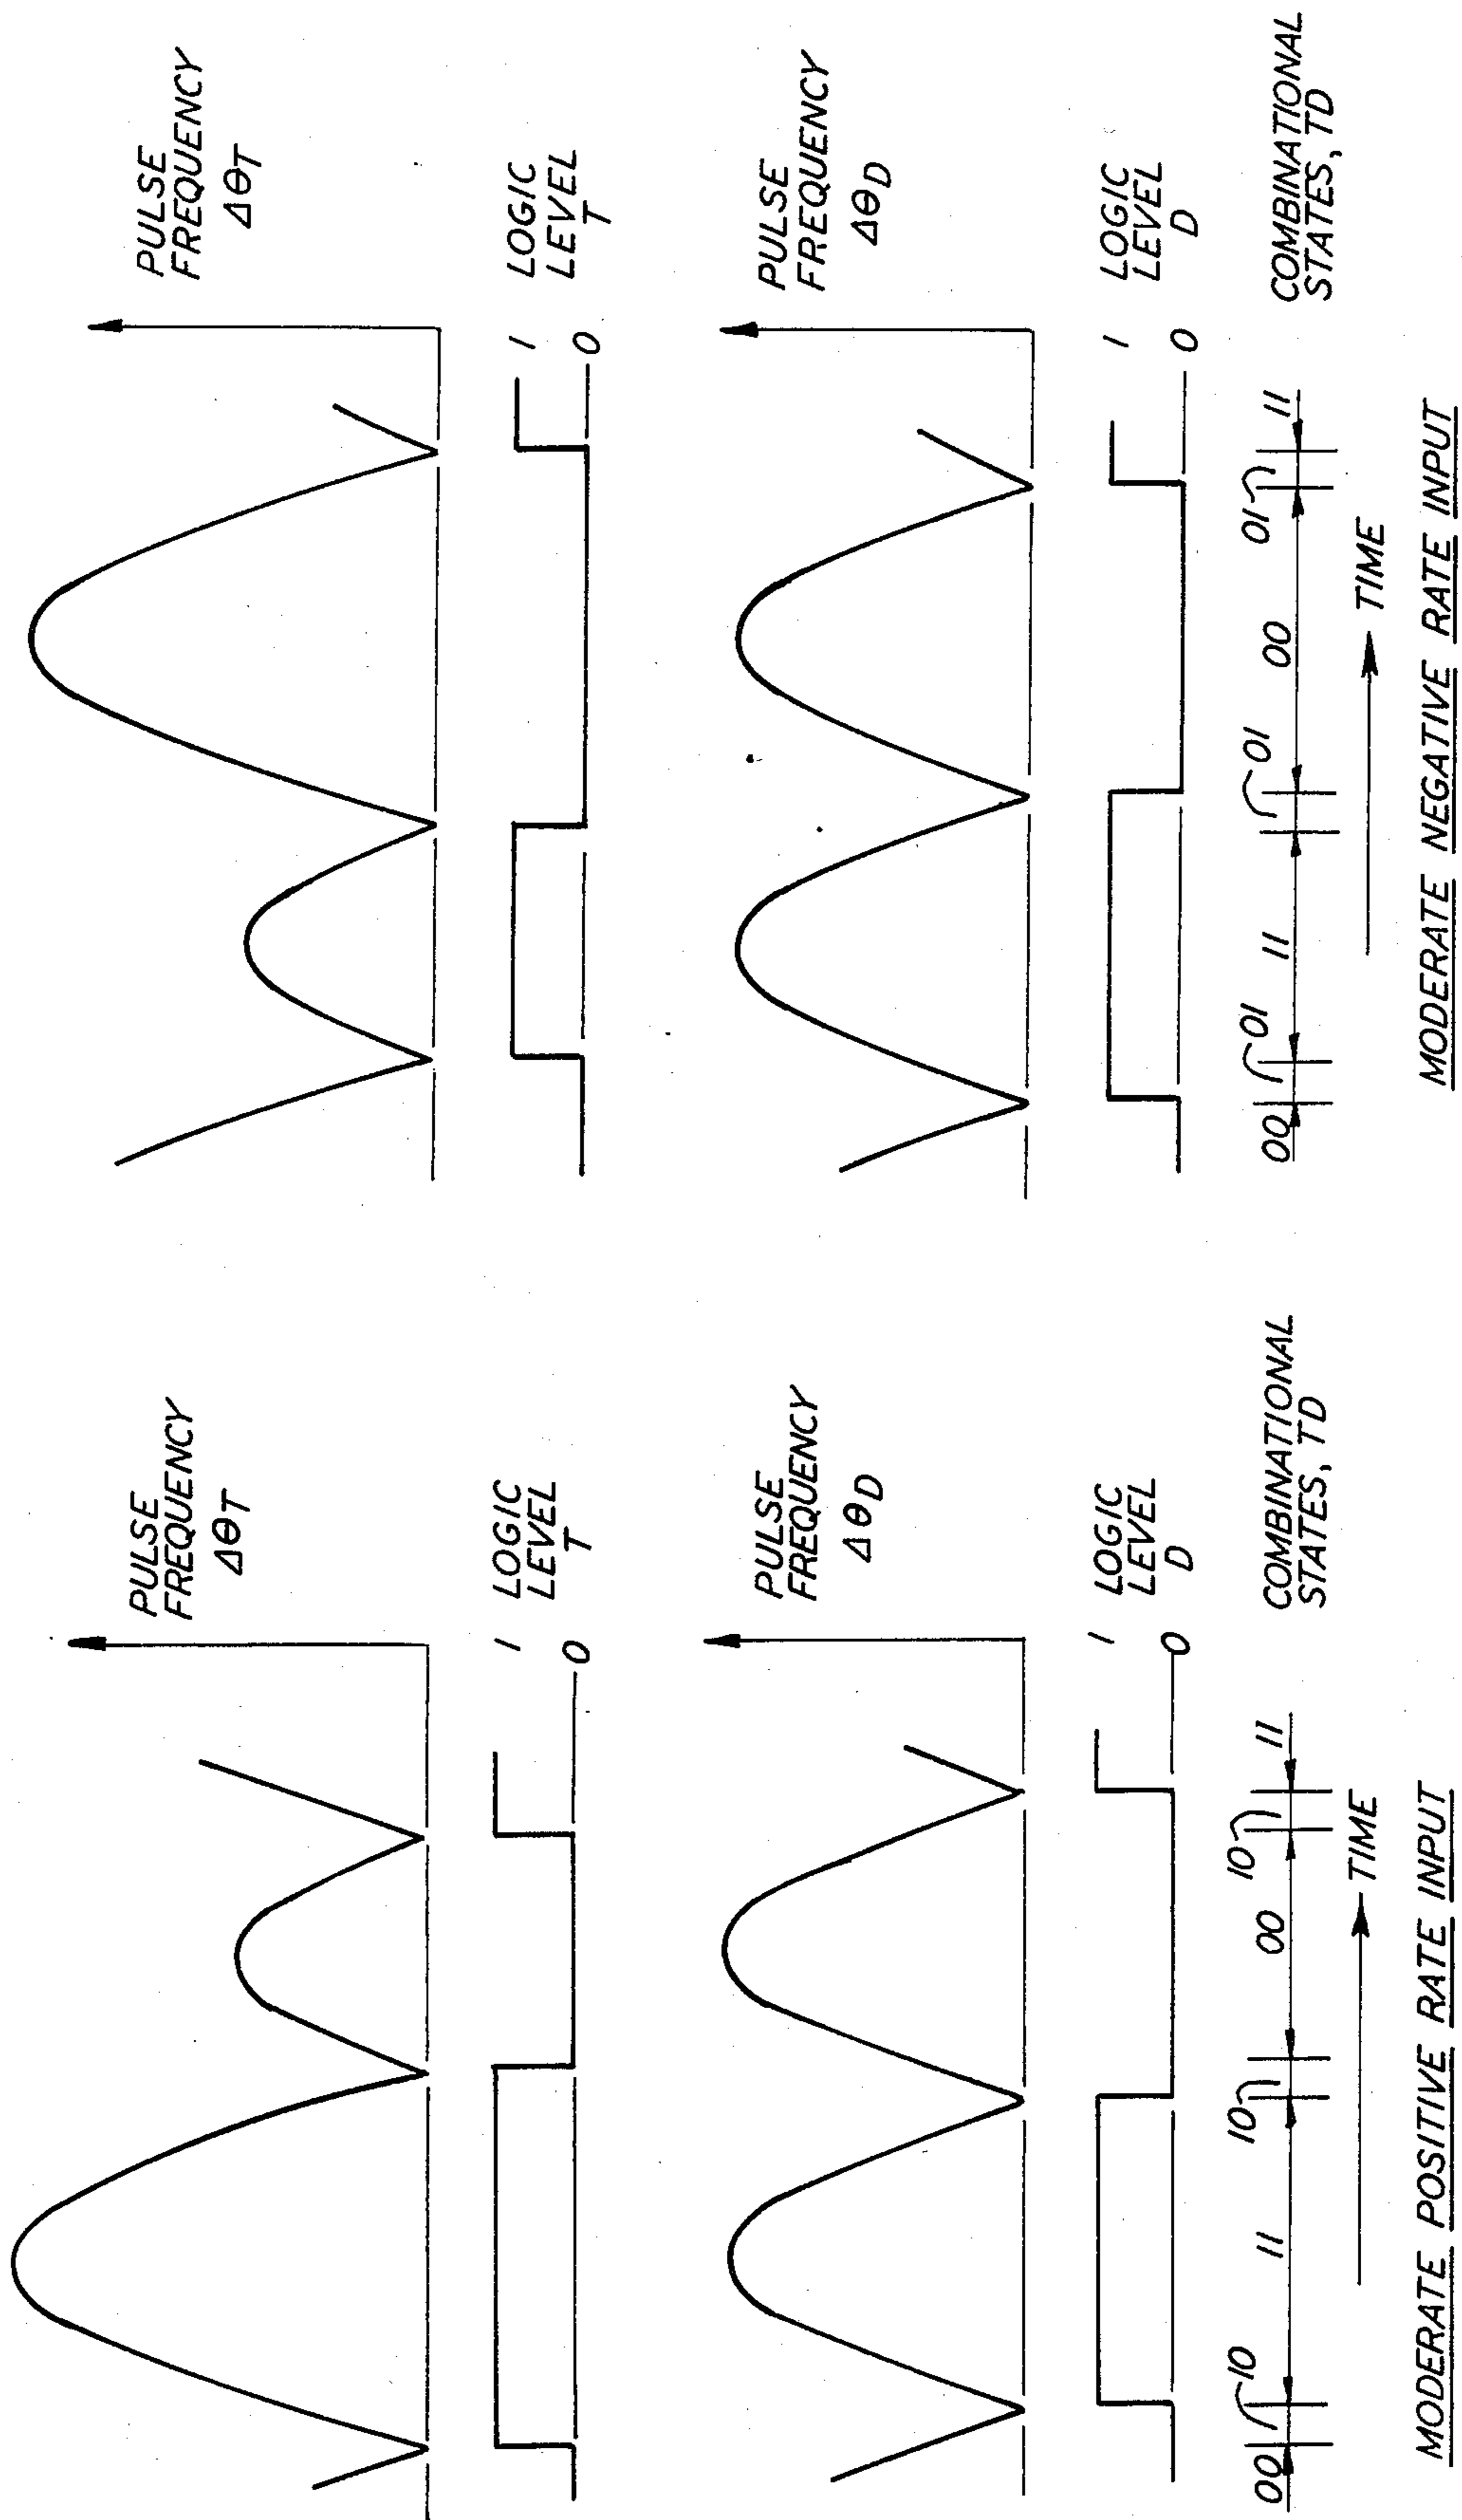 PULSE
FREQUENCY
ΔθT
LOGIC
LEVEL
T
1
0
PULSE
FREQUENCY
ΔθD
LOGIC
LEVEL
D
1
0
00 10 11 10 00 10 11
COMBINATIONAL
STATES, TD
TIME
MODERATE POSITIVE RATE INPUT
PULSE
FREQUENCY
ΔθT
LOGIC
LEVEL
T
1
0
PULSE
FREQUENCY
ΔθD
LOGIC
LEVEL
D
1
0
00 01 11 01 00 01 11
COMBINATIONAL
STATES, TD
TIME
MODERATE NEGATIVE RATE INPUT